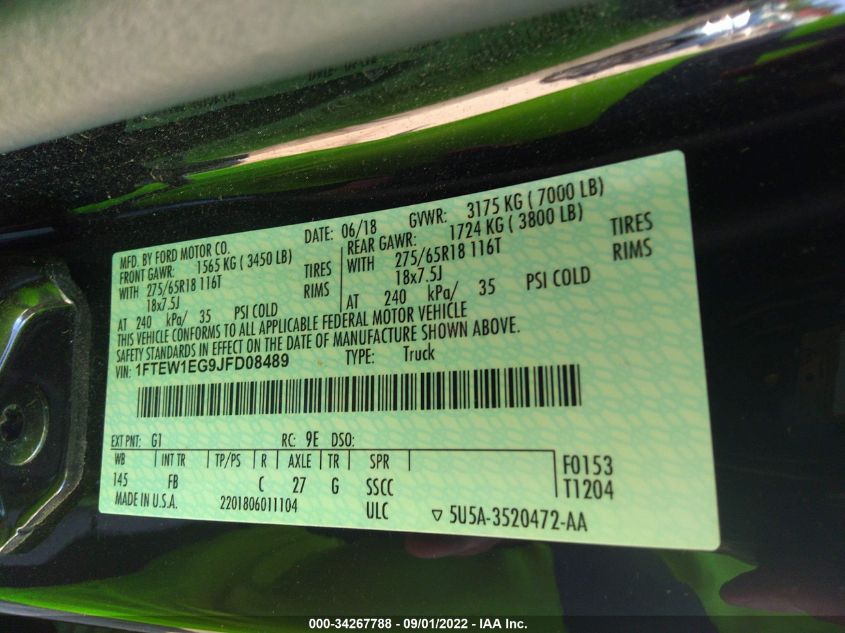 MFD. BY FORD MOTOR CO.
DATE: 06/18 GVWR: 3175 KG ( 7000 LB)
FRONT GAWR: 1565 KG ( 3450 LB)
REAR GAWR: 1724 KG ( 3800 LB)
WITH 275/65R18 116T TIRES
WITH 275/65R18 116T TIRES
18x7.5J RIMS
18x7.5J RIMS
AT 240 kPa/ 35 PSI COLD
AT 240 kPa/ 35 PSI COLD
THIS VEHICLE CONFORMS TO ALL APPLICABLE FEDERAL MOTOR VEHICLE
SAFETY STANDARDS IN EFFECT ON THE DATE OF MANUFACTURE SHOWN ABOVE.
VIN: 1FTEW1EG9JFD08489 TYPE: Truck
EXT PNT: G1 RC: 9E DSO:
WB INT TR TP/PS R AXLE TR SPR F0153
145 FB C 27 G SSCC T1204
MADE IN U.S.A. 2201806011104 ULC ▽ 5U5A-3520472-AA
000-34267788 - 09/01/2022 - IAA Inc.